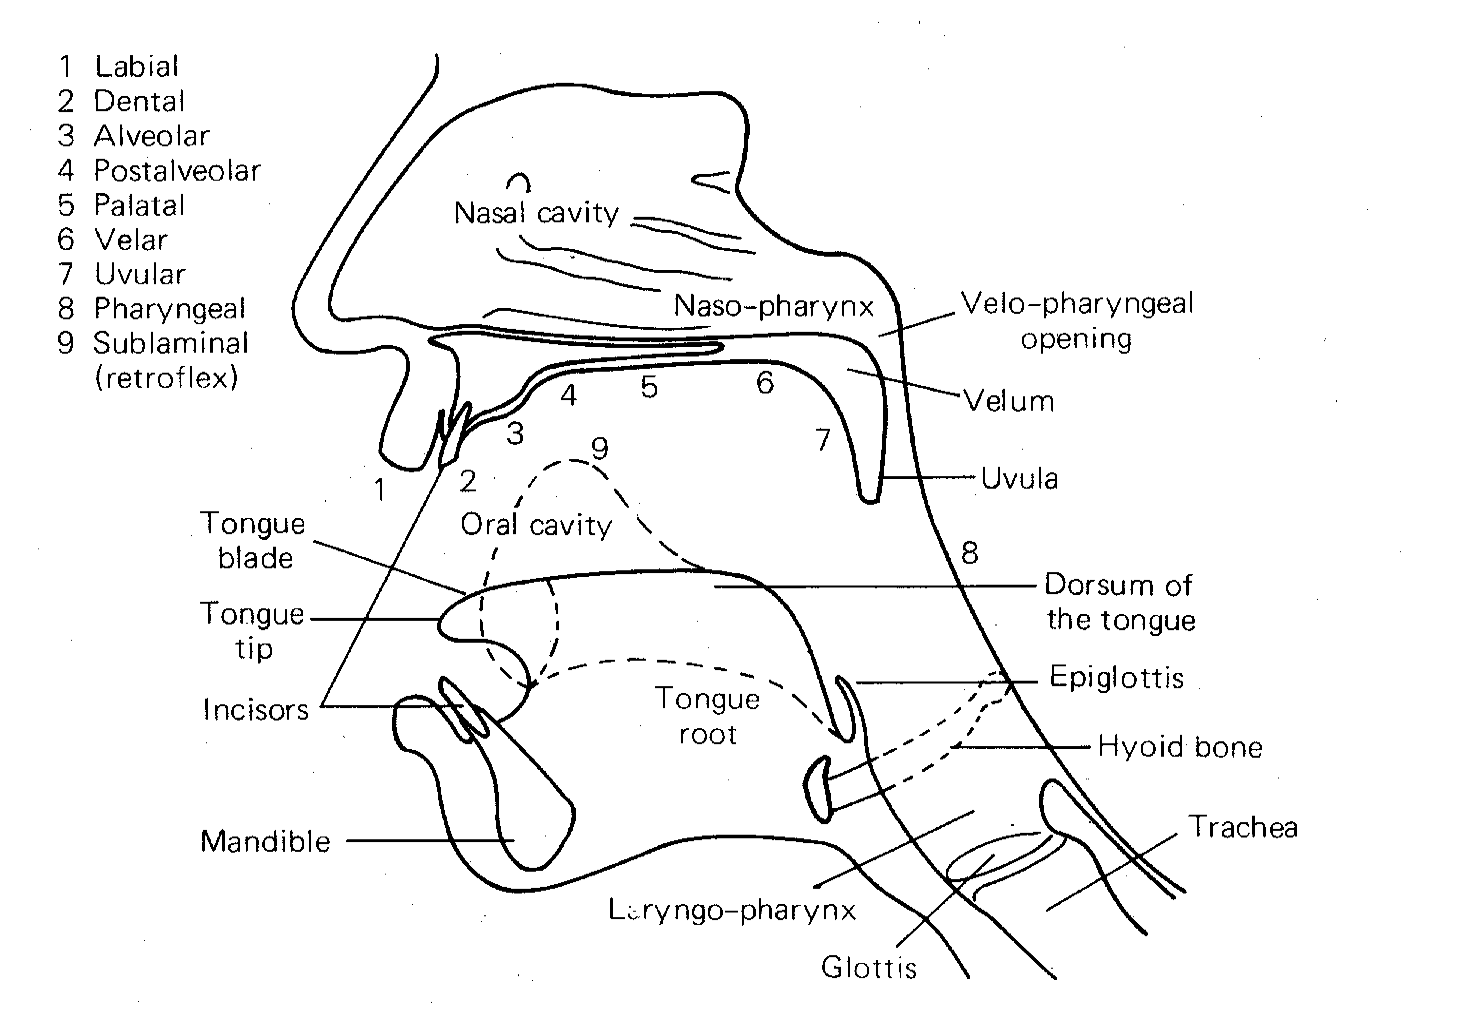 1 Labial
2 Dental
3 Alveolar
4 Postalveolar
5 Palatal
6 Velar
7 Uvular
8 Pharyngeal
9 Sublaminal
(retroflex)
Nasal cavity
Naso-pharynx
Velo-pharyngeal
opening
Velum
4
5
6
3
7
9
1
2
Uvula
Oral cavity
Tongue
blade
8
Dorsum of
the tongue
Tongue
tip
Epiglottis
Incisors
Tongue
root
Hyoid bone
Mandible
Trachea
Laryngo-pharynx
Glottis